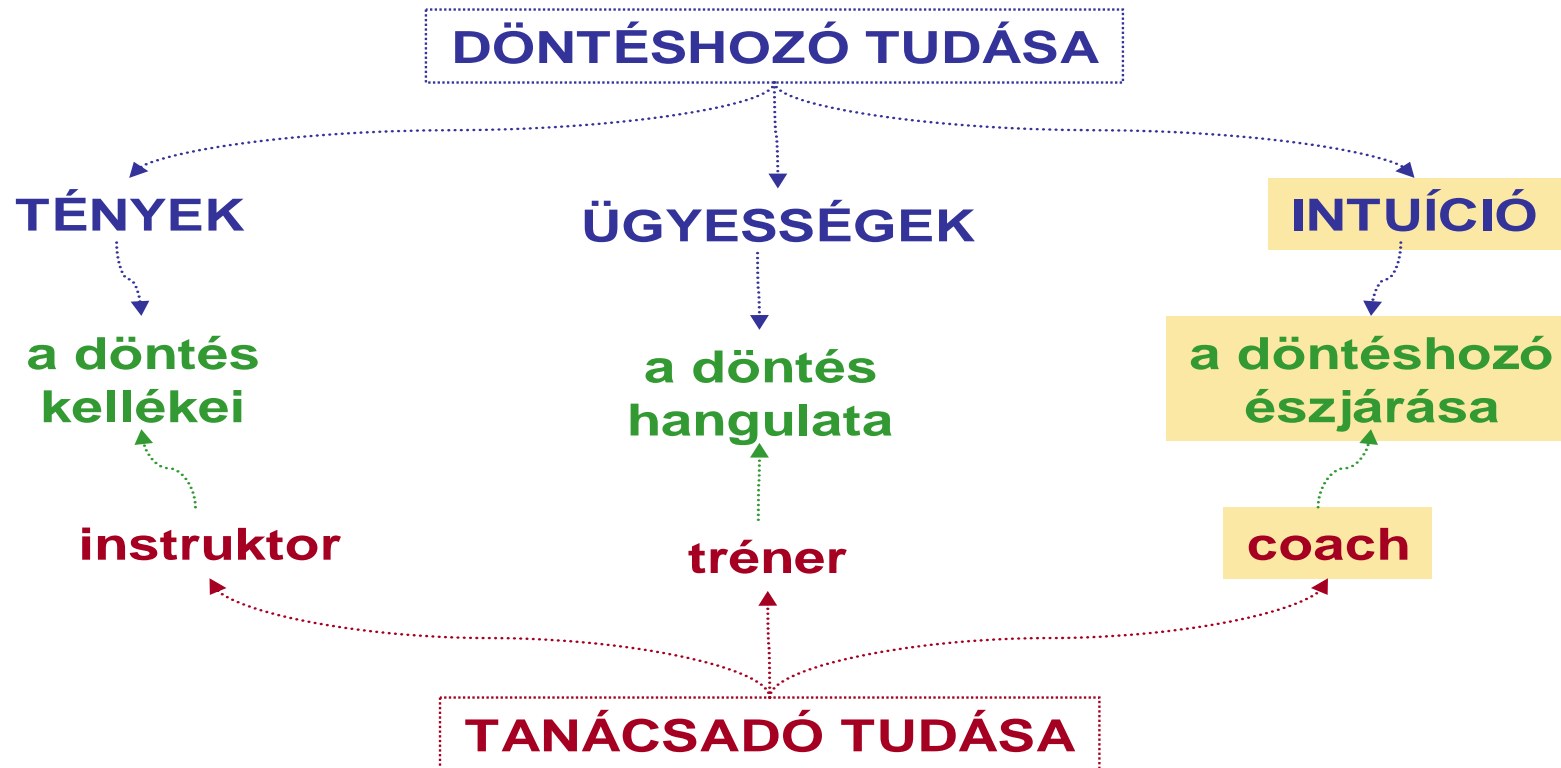 DÖNTÉSHOZÓ TUDÁSA
TÉNYEK
ÜGYESSÉGEK
INTUÍCIÓ
a döntés
kellékei
a döntés
hangulata
a döntéshozó
észjárása
instruktor
tréner
coach
TANÁCSADÓ TUDÁSA